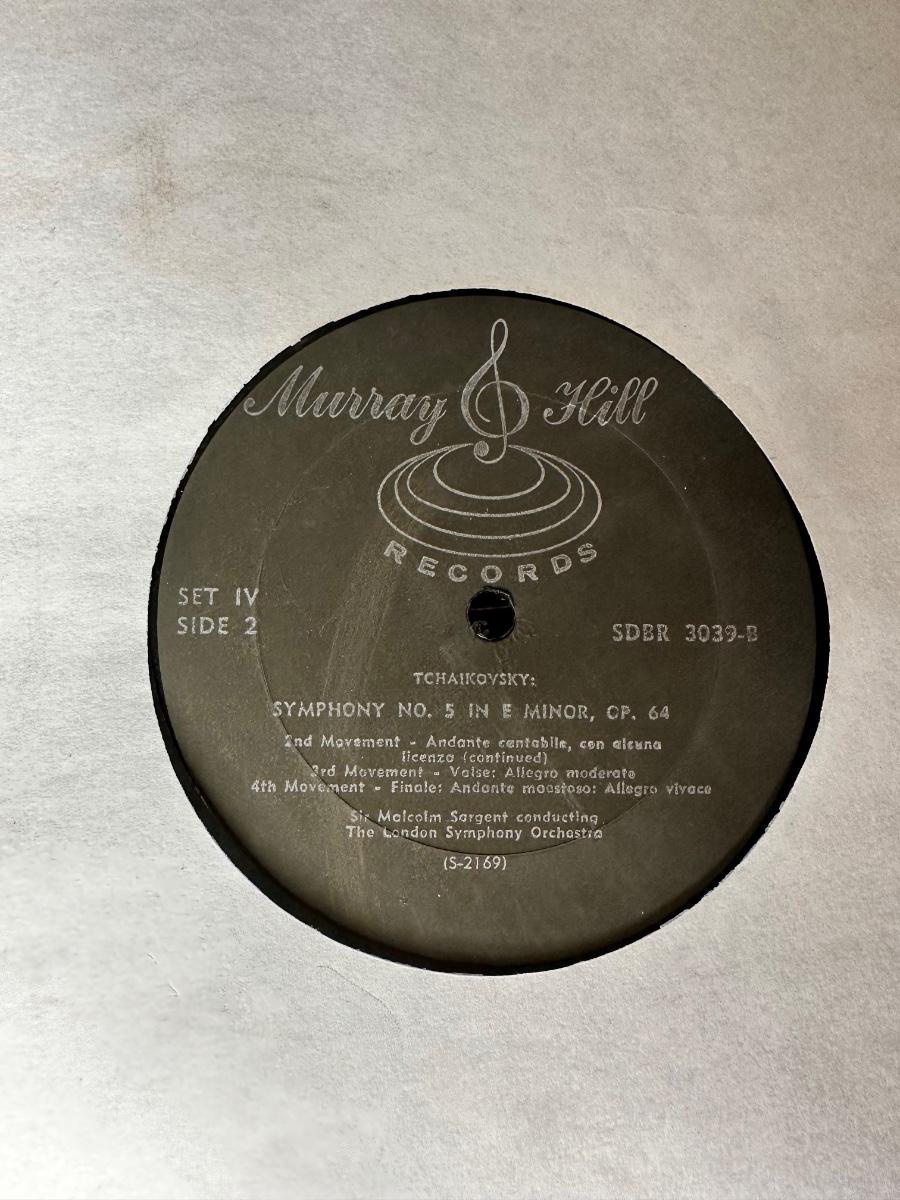 Murray Hill
RECORDS
SET IV
SIDE 2
SDBR 3039-B
TCHAIKOVSKY:
SYMPHONY NO. 5 IN E MINOR, OP. 64
2nd Movement - Andante cantabile, con alcuna
licenza (continued)
3rd Movement - Valse: Allegro moderato
4th Movement - Finale: Andante maestoso: Allegro vivace
Sir Malcolm Sargent conducting
The London Symphony Orchestra
(S-2169)